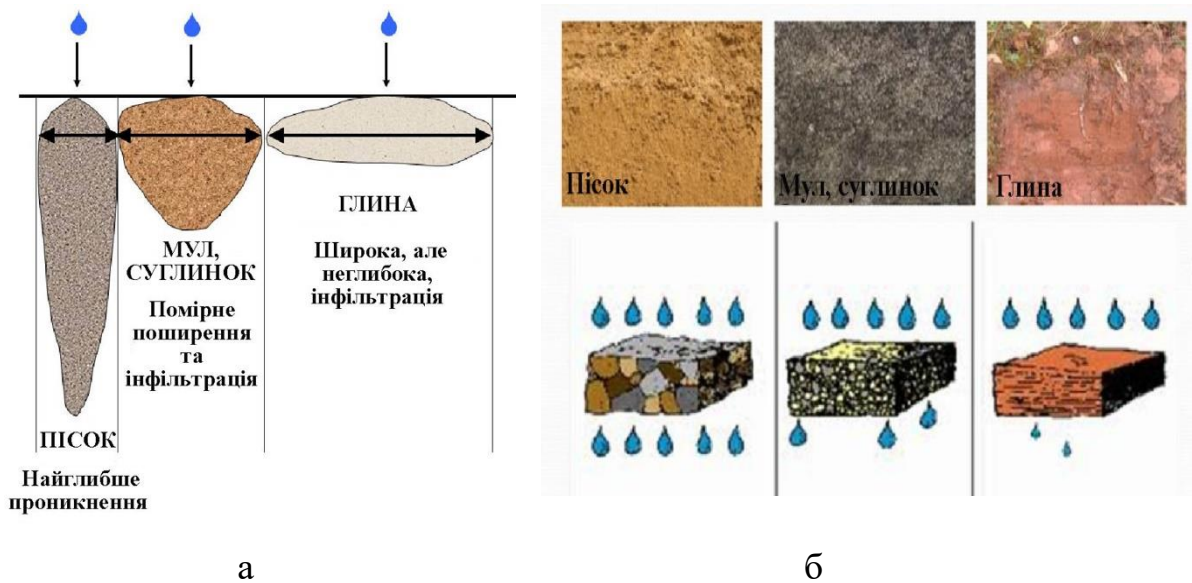 ПІСОК
Найглибше
проникнення
МУЛ,
СУГЛИНОК
Помірне
поширення
та
інфільтрація
ГЛИНА
Широка, але
неглибока,
інфільтрація
Пісок
Мул, суглинок
Глина
а
б